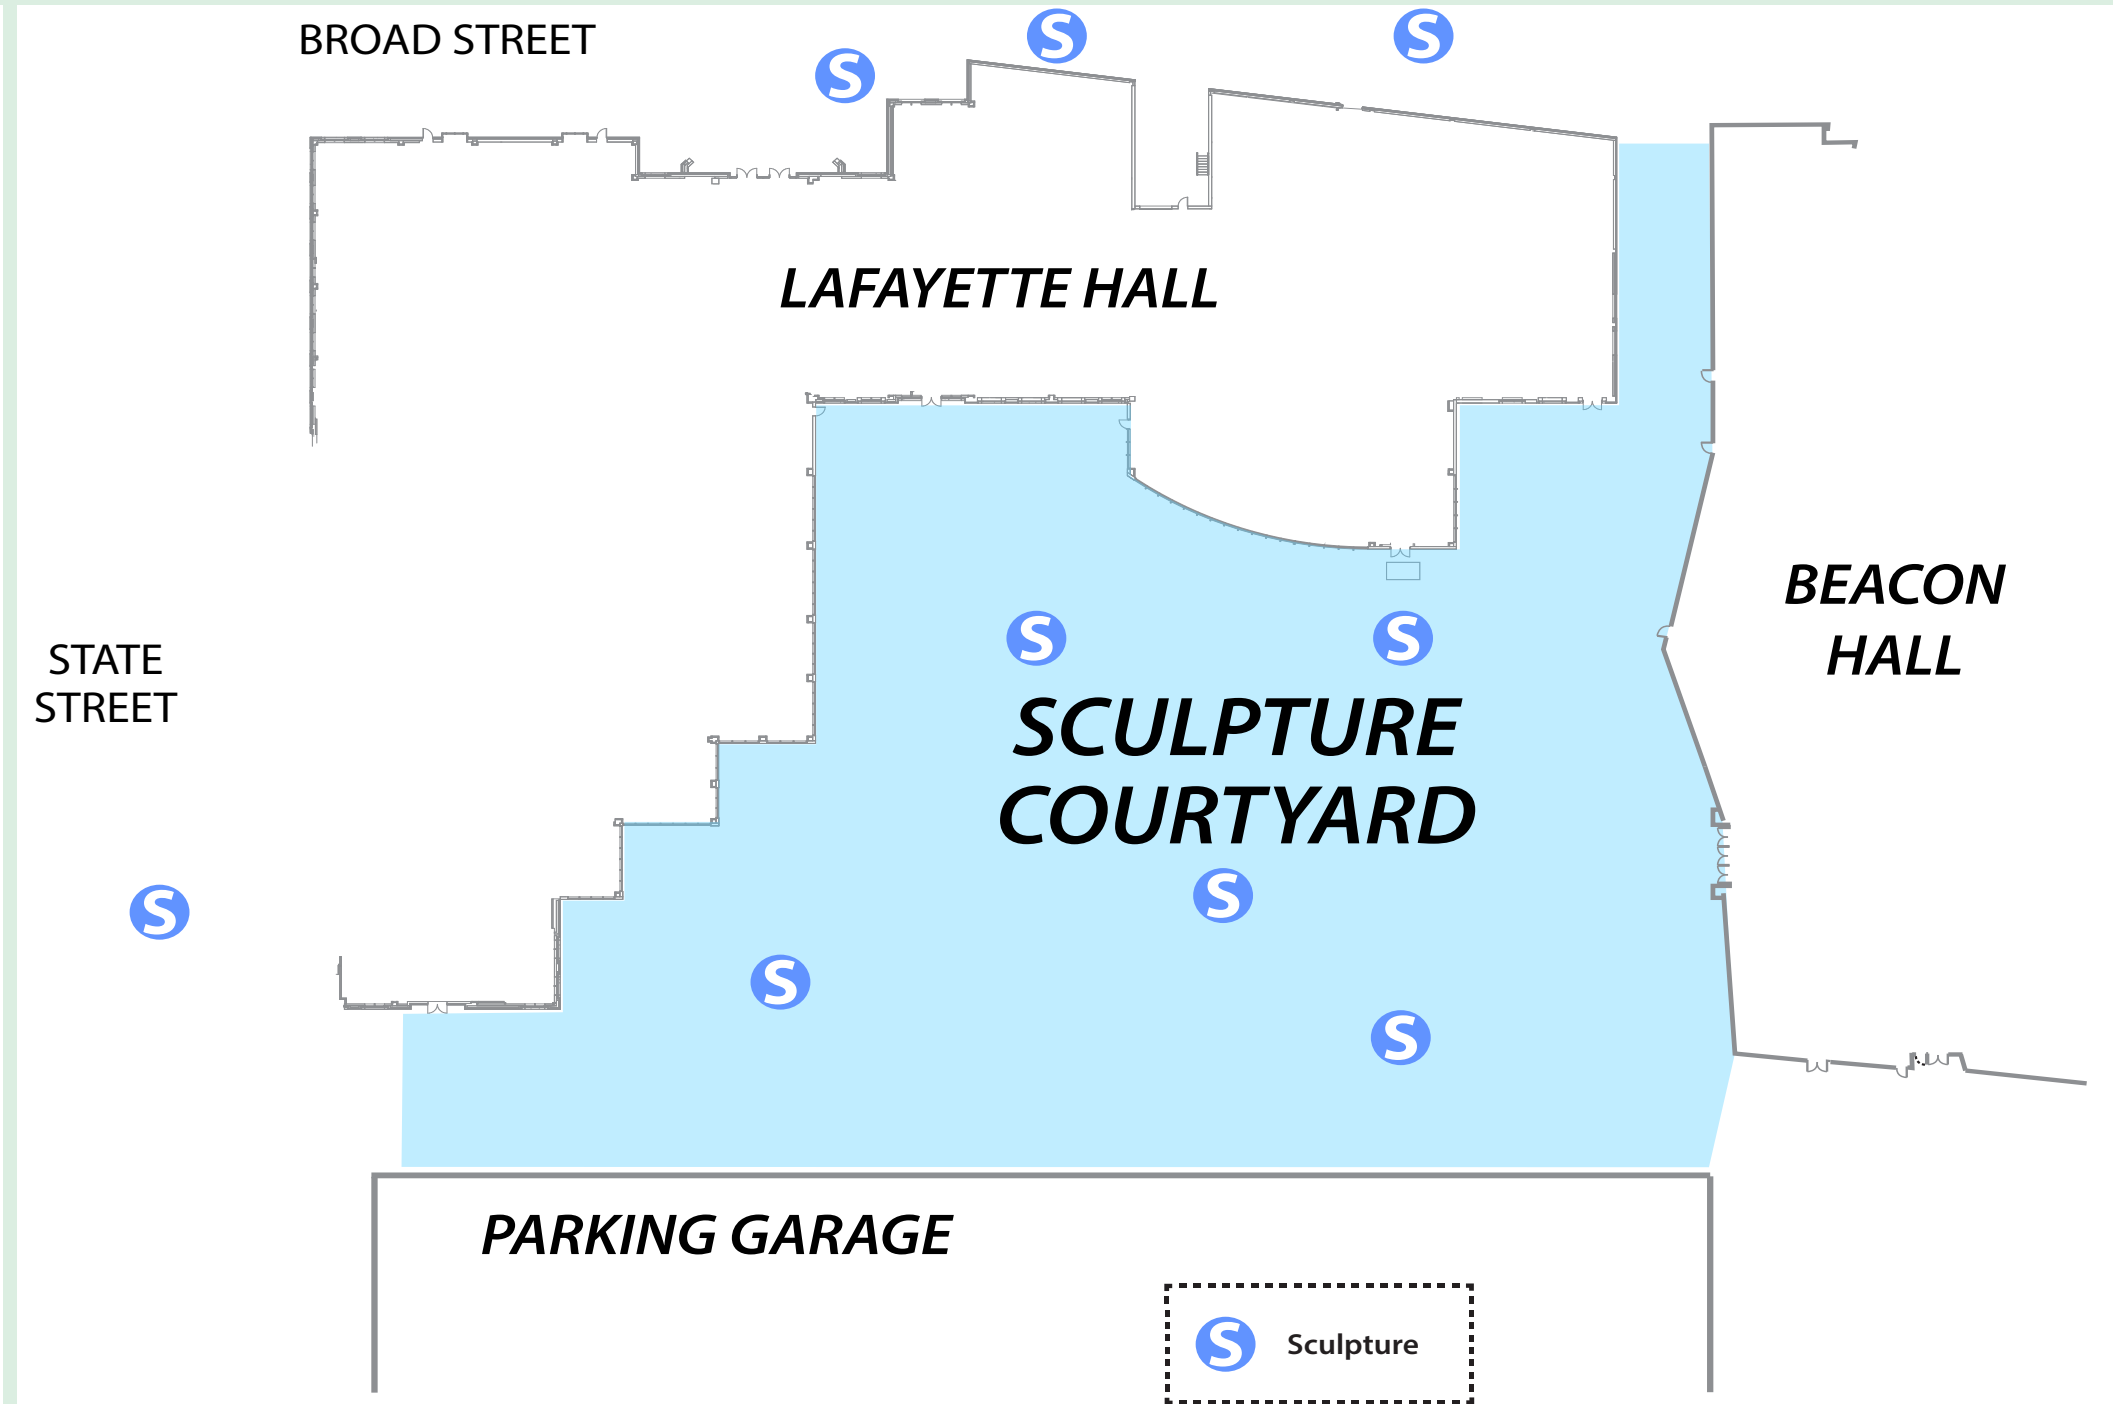 BROAD STREET
S
S
S
LAFAYETTE HALL
BEACON
HALL
STATE
STREET
S
S
SCULPTURE
COURTYARD
S
S
S
S
PARKING GARAGE
S Sculpture